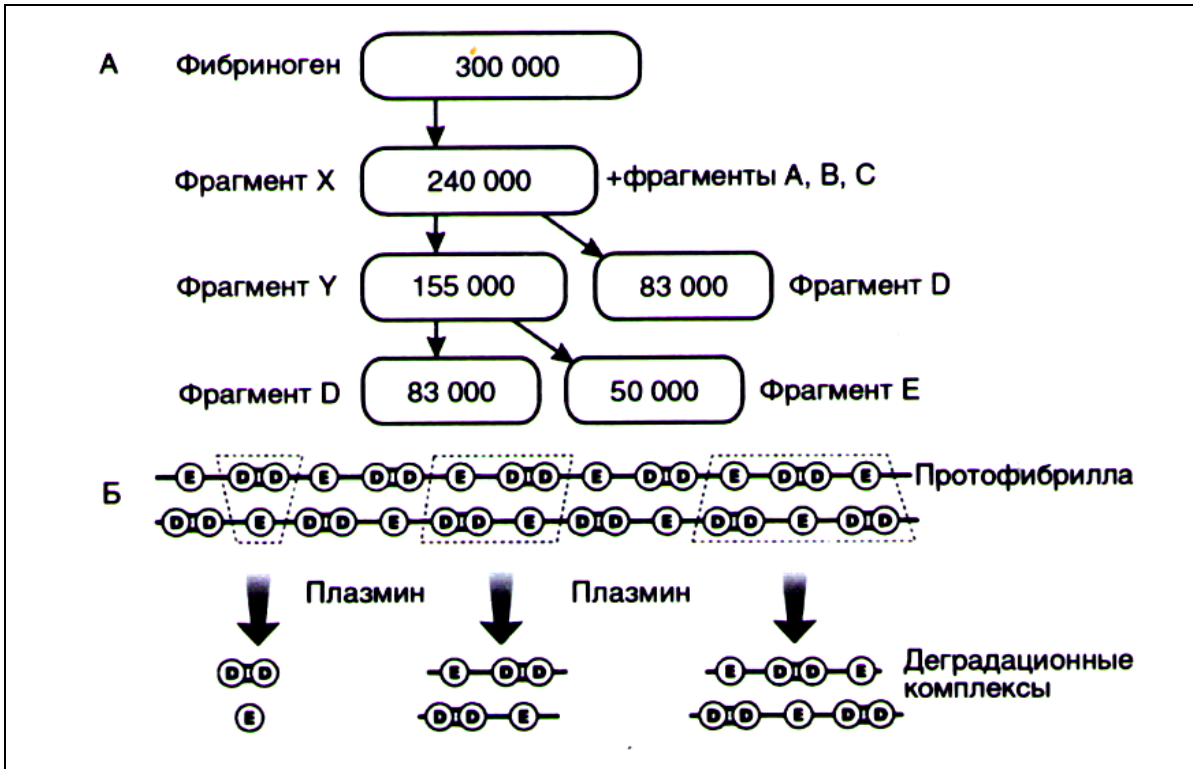 А Фибриноген 300 000
Фрагмент X 240 000 +фрагменты A, B, C
Фрагмент Y 155 000 83 000 Фрагмент D
Фрагмент D 83 000 50 000 Фрагмент E
Б
E D D E D D E D D E D D E D D E Протофибрилла
D D E D D E D D E D D E D D E D D
Плазмин Плазмин
D D E D D E D D E Деградационные
комплексы
E D D E D D E D D